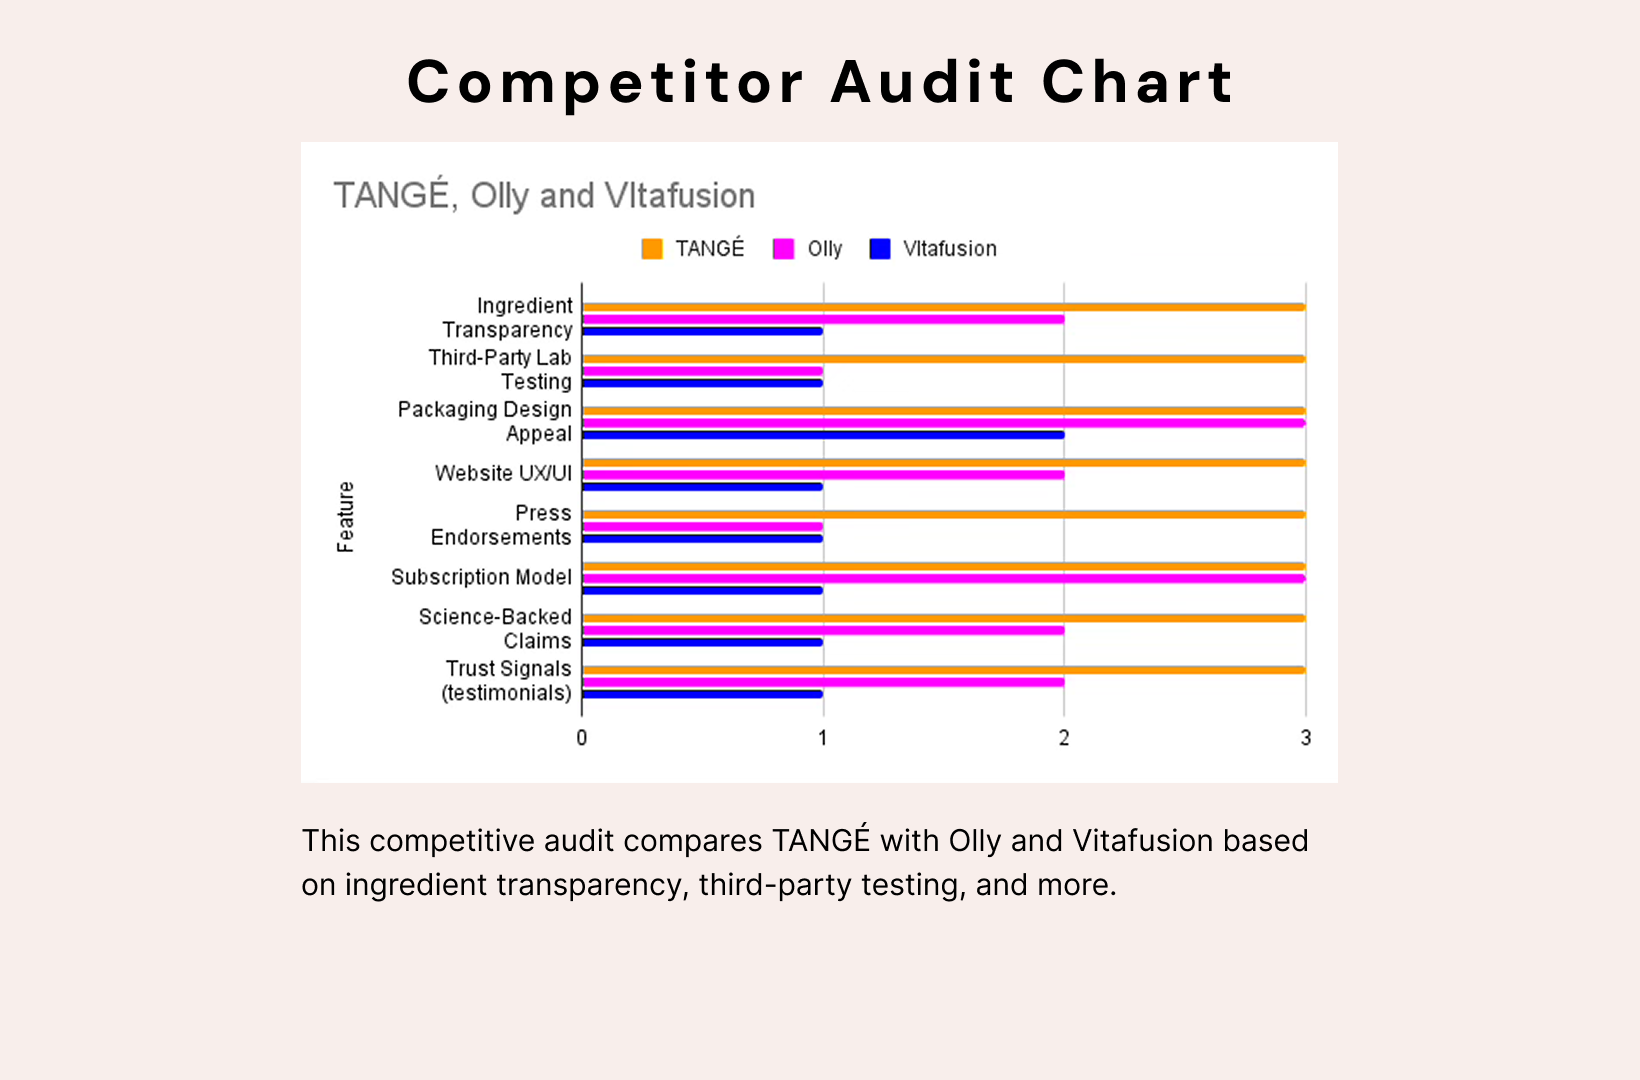 Competitor Audit Chart
TANGÉ, Olly and VItafusion
TANGÉ Olly VItafusion
Ingredient
Transparency
Third-Party Lab
Testing
Packaging Design
Appeal
Website UX/UI
Press
Endorsements
Subscription Model
Science-Backed
Claims
Trust Signals
(testimonials)
Feature
0 1 2 3
This competitive audit compares TANGÉ with Olly and Vitafusion based
on ingredient transparency, third-party testing, and more.